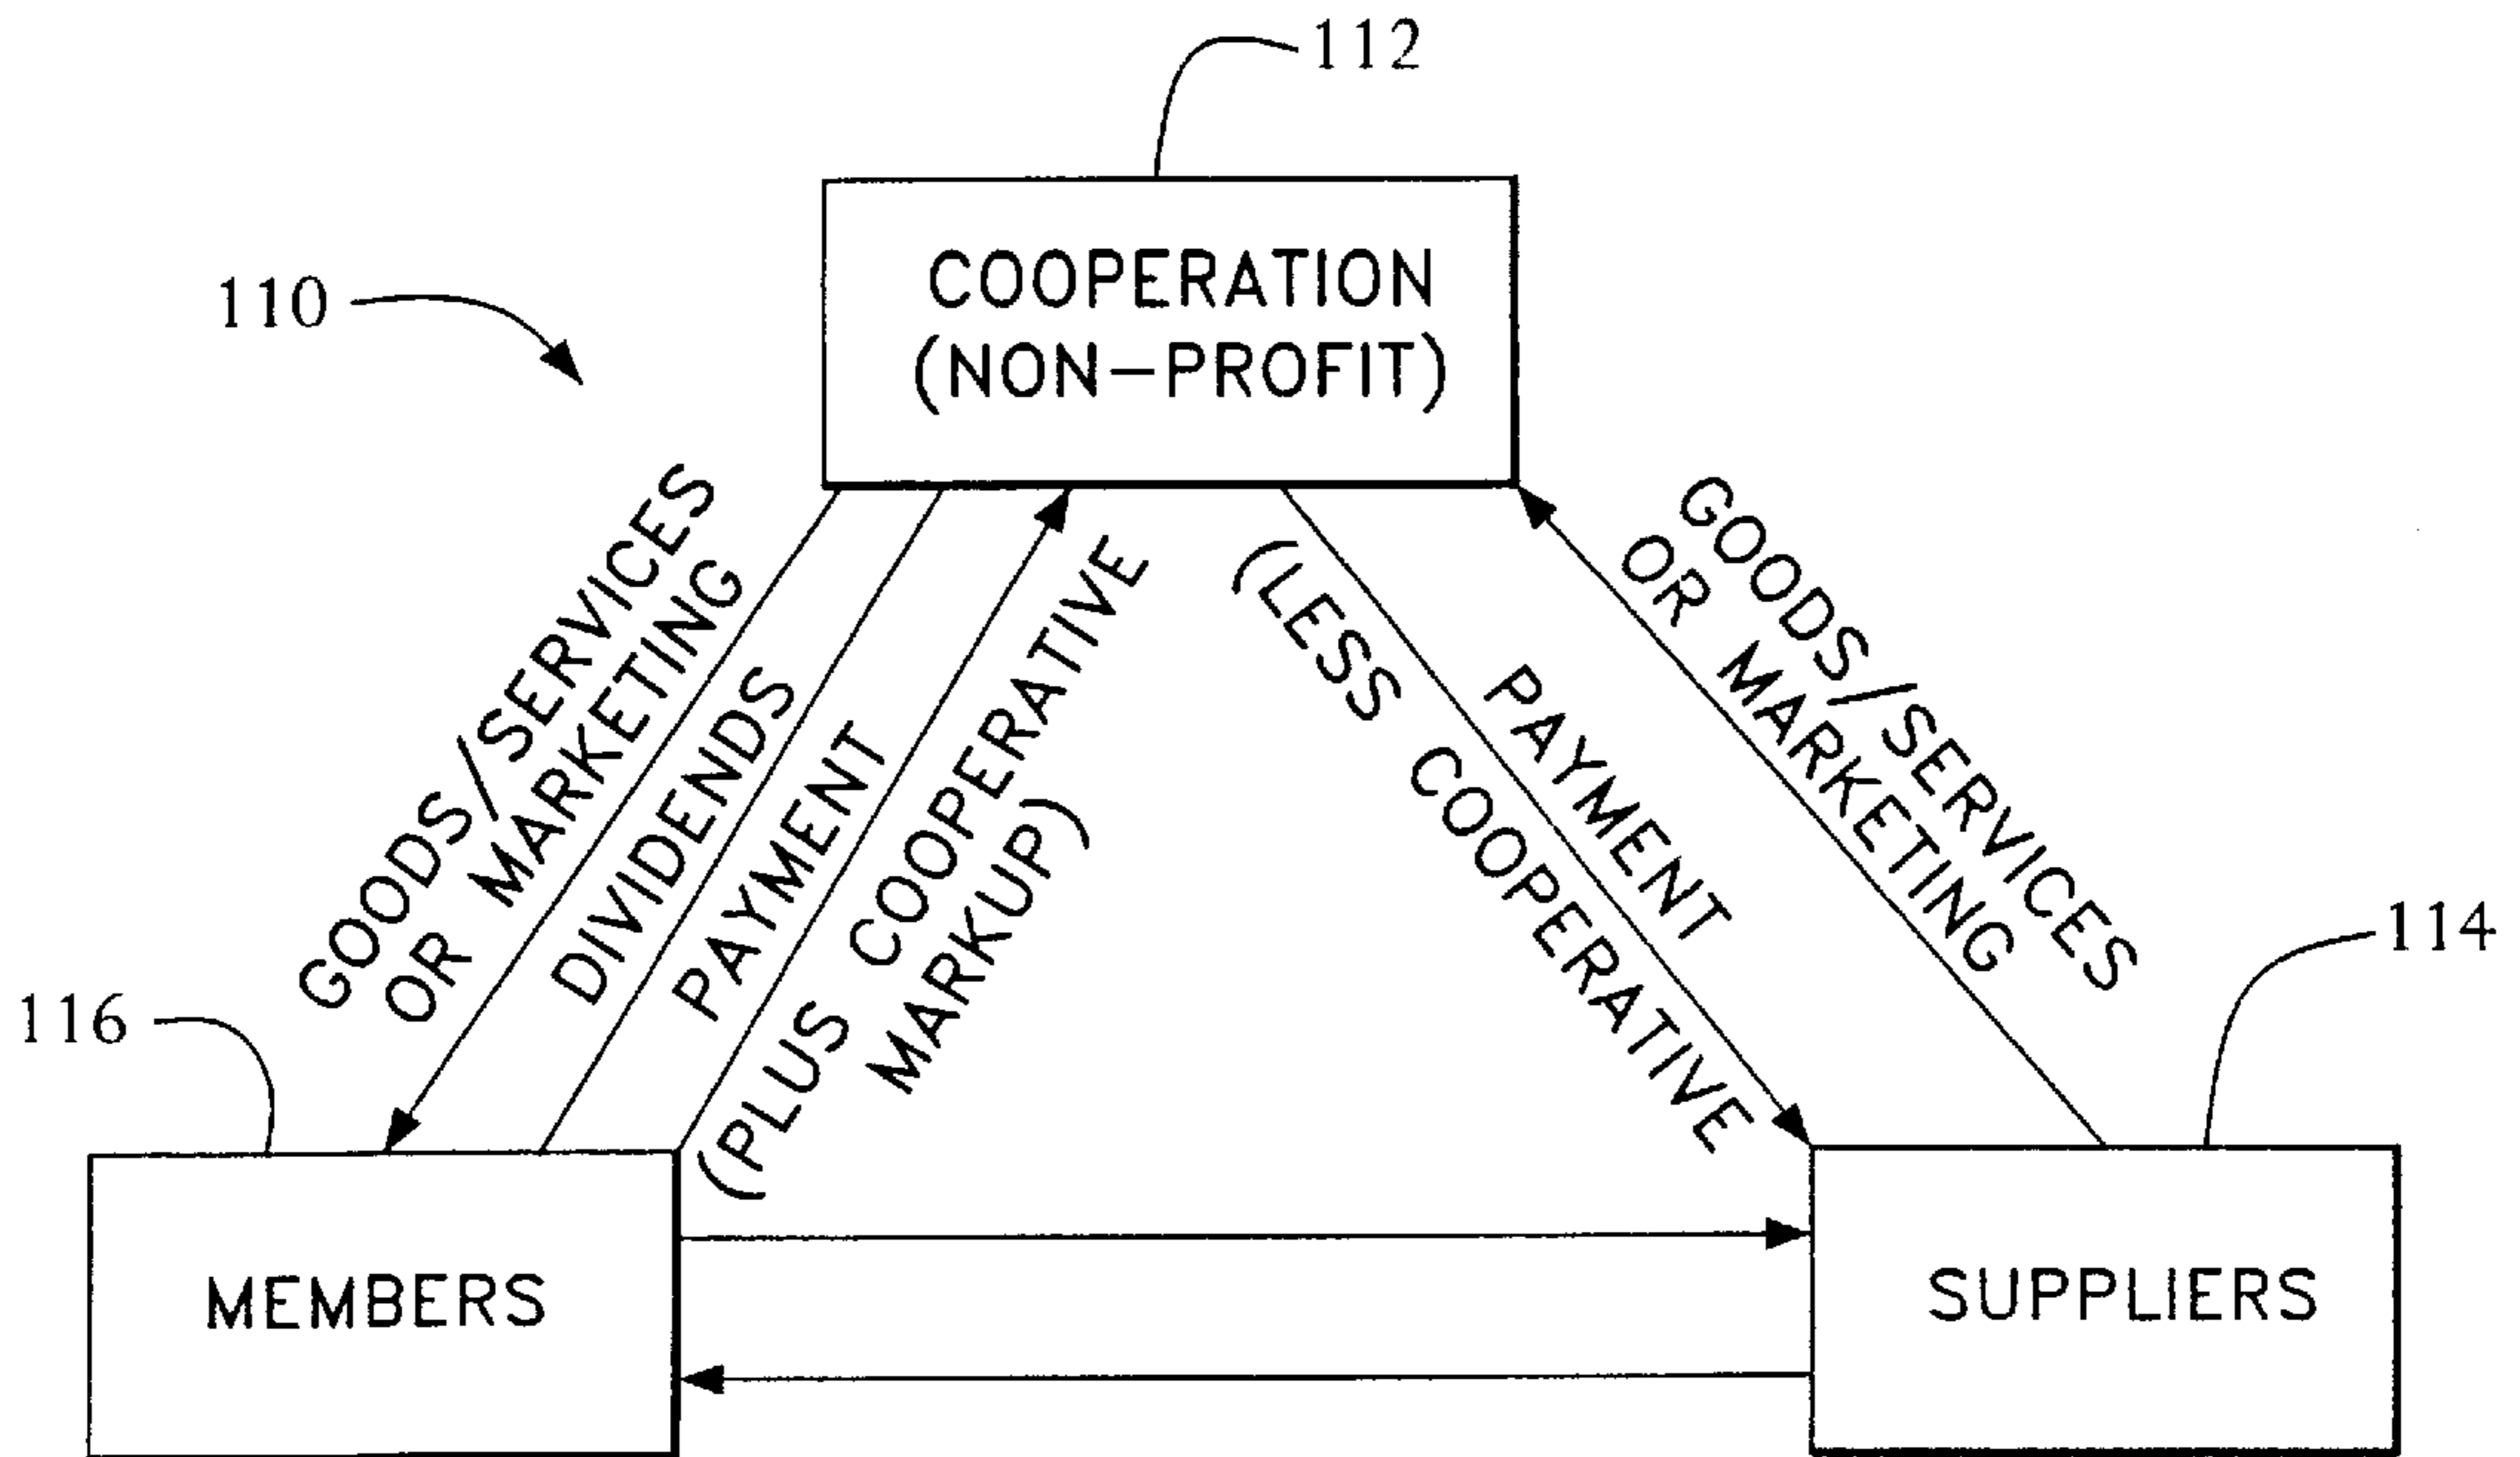 112
110
COOPERATION
(NON-PROFIT)
GOODS/SERVICES
OR MARKETING
DIVIDENDS
PAYMENT
(PLUS COOPERATIVE
MARKUP)
(LESS COOPERATIVE
PAYMENT
GOODS/SERVICES
OR MARKETING
116
114
MEMBERS
SUPPLIERS